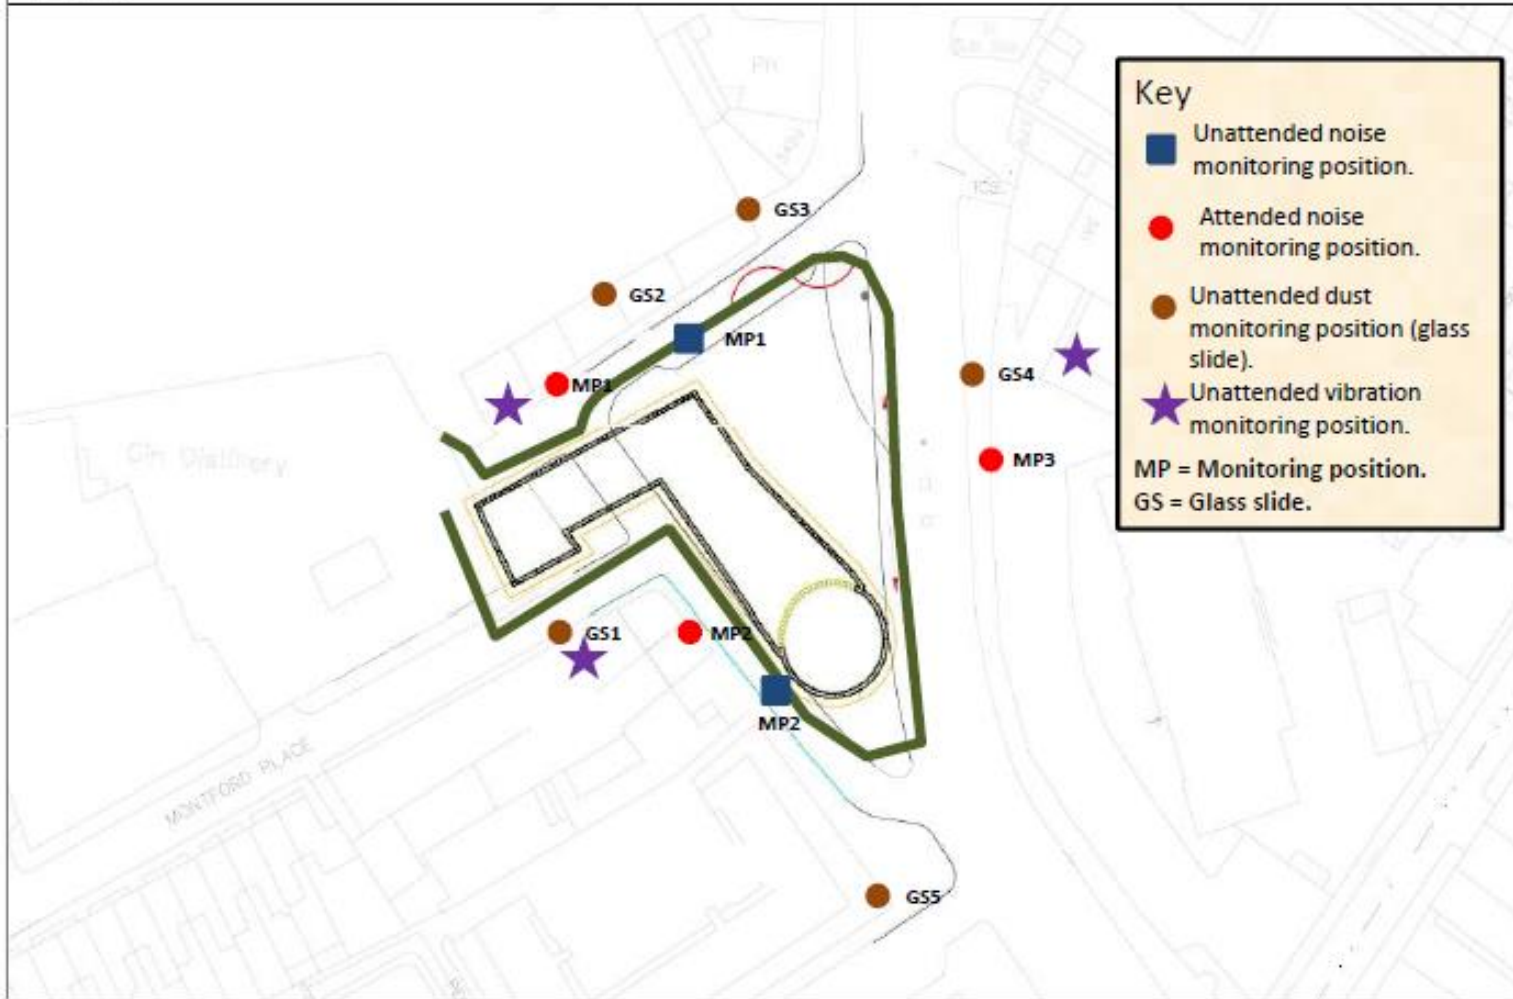 PH
Key
Unattended noise
monitoring position.
Attended noise
monitoring position.
Unattended dust
monitoring position (glass
slide).
Unattended vibration
monitoring position.
MP = Monitoring position.
GS = Glass slide.
GS3
GS2
MP1
MP1
GS4
MP3
Gin Distillery
GS1
MP2
MP2
MONTFORD PLACE
GS5